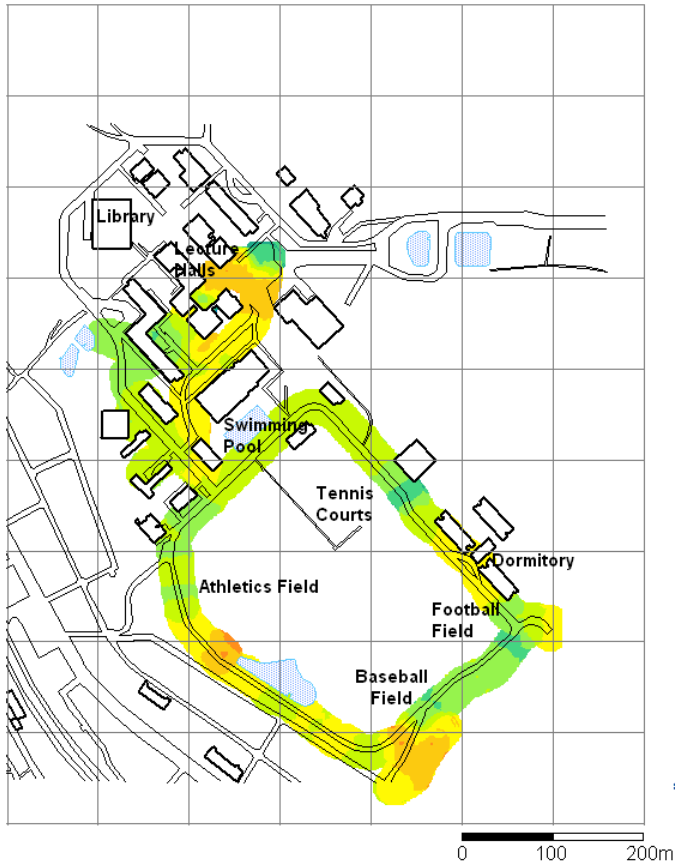 Library
Lecture
Halls
Swimming
Pool
Tennis
Courts
Dormitory
Athletics Field
Football
Field
Baseball
Field
0 100 200m